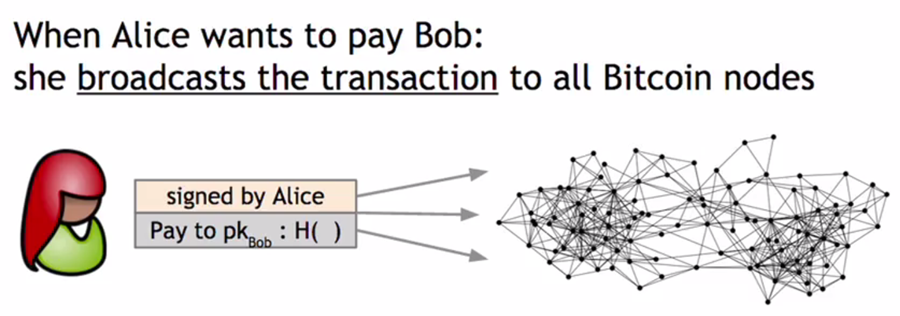 When Alice wants to pay Bob:
she broadcasts the transaction to all Bitcoin nodes
signed by Alice
Pay to pkBob : H( )